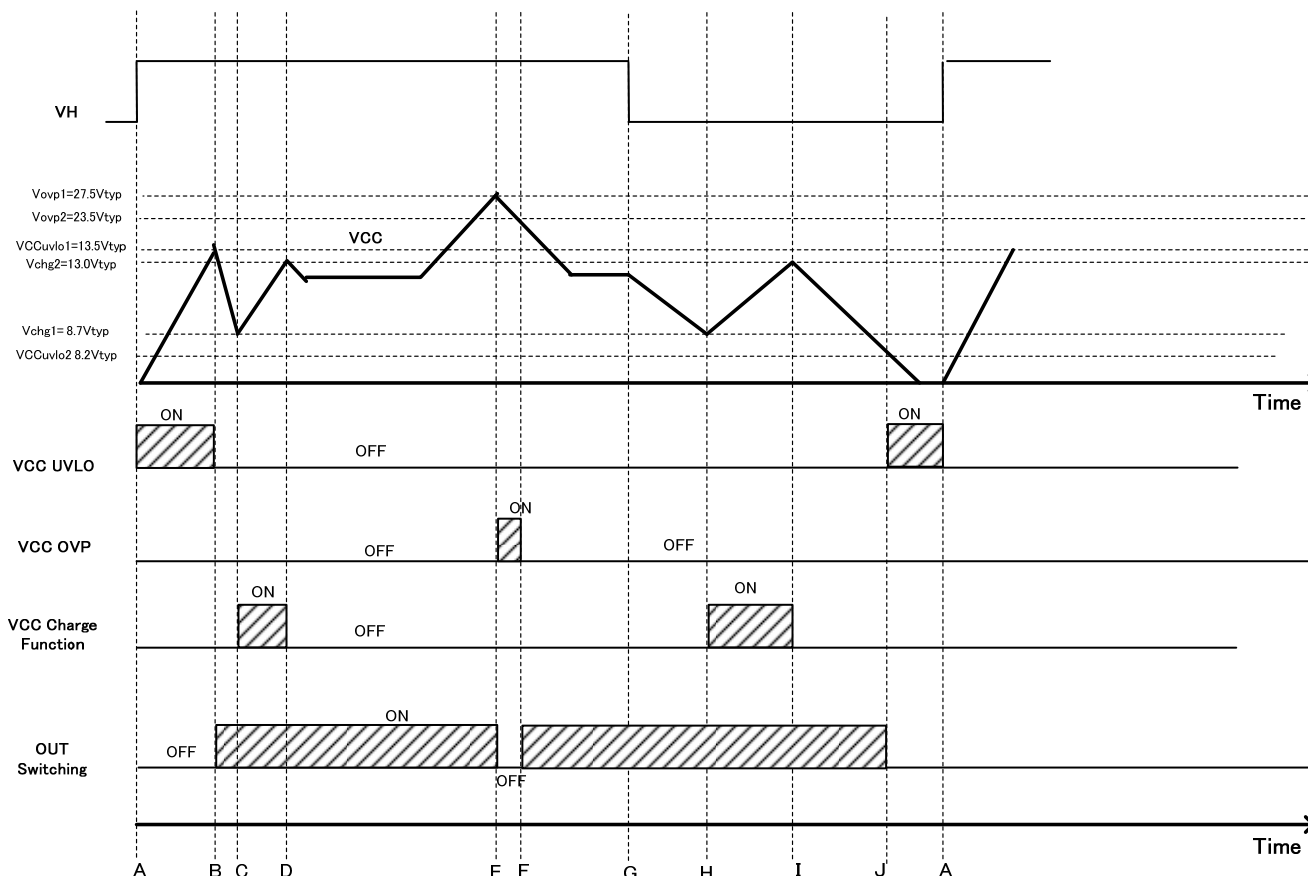 VH
Vovp1=27.5Vtyp
Vovp2=23.5Vtyp
VCCuvlo1=13.5Vtyp
VCC
Vchg2=13.0Vtyp
Vchg1= 8.7Vtyp
VCCuvlo2 8.2Vtyp
Time
ON
ON
VCC UVLO
OFF
ON
VCC OVP
OFF
OFF
ON
ON
VCC Charge
Function
OFF
ON
OUT
Switching
OFF
OFF
Time
A B C D E F G H I J A